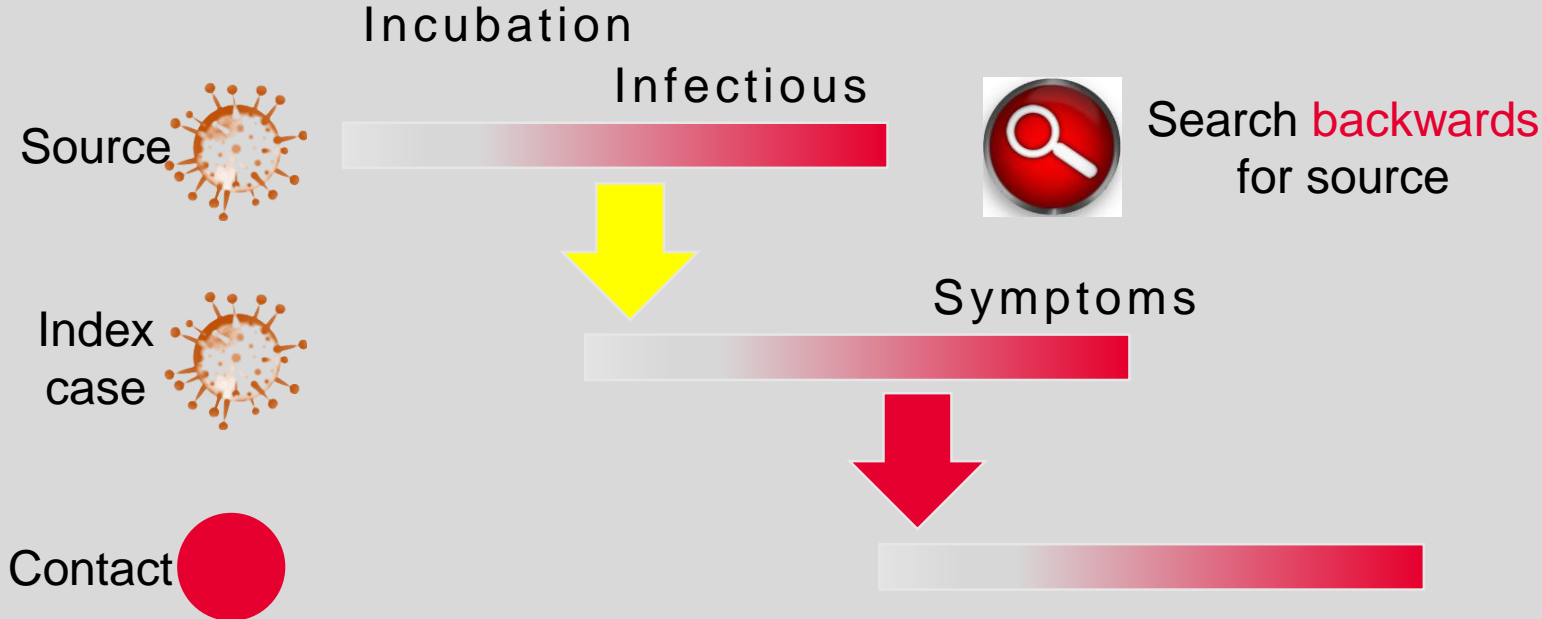 Incubation
Infectious
Source
Search backwards
for source
Symptoms
Index
case
Contact